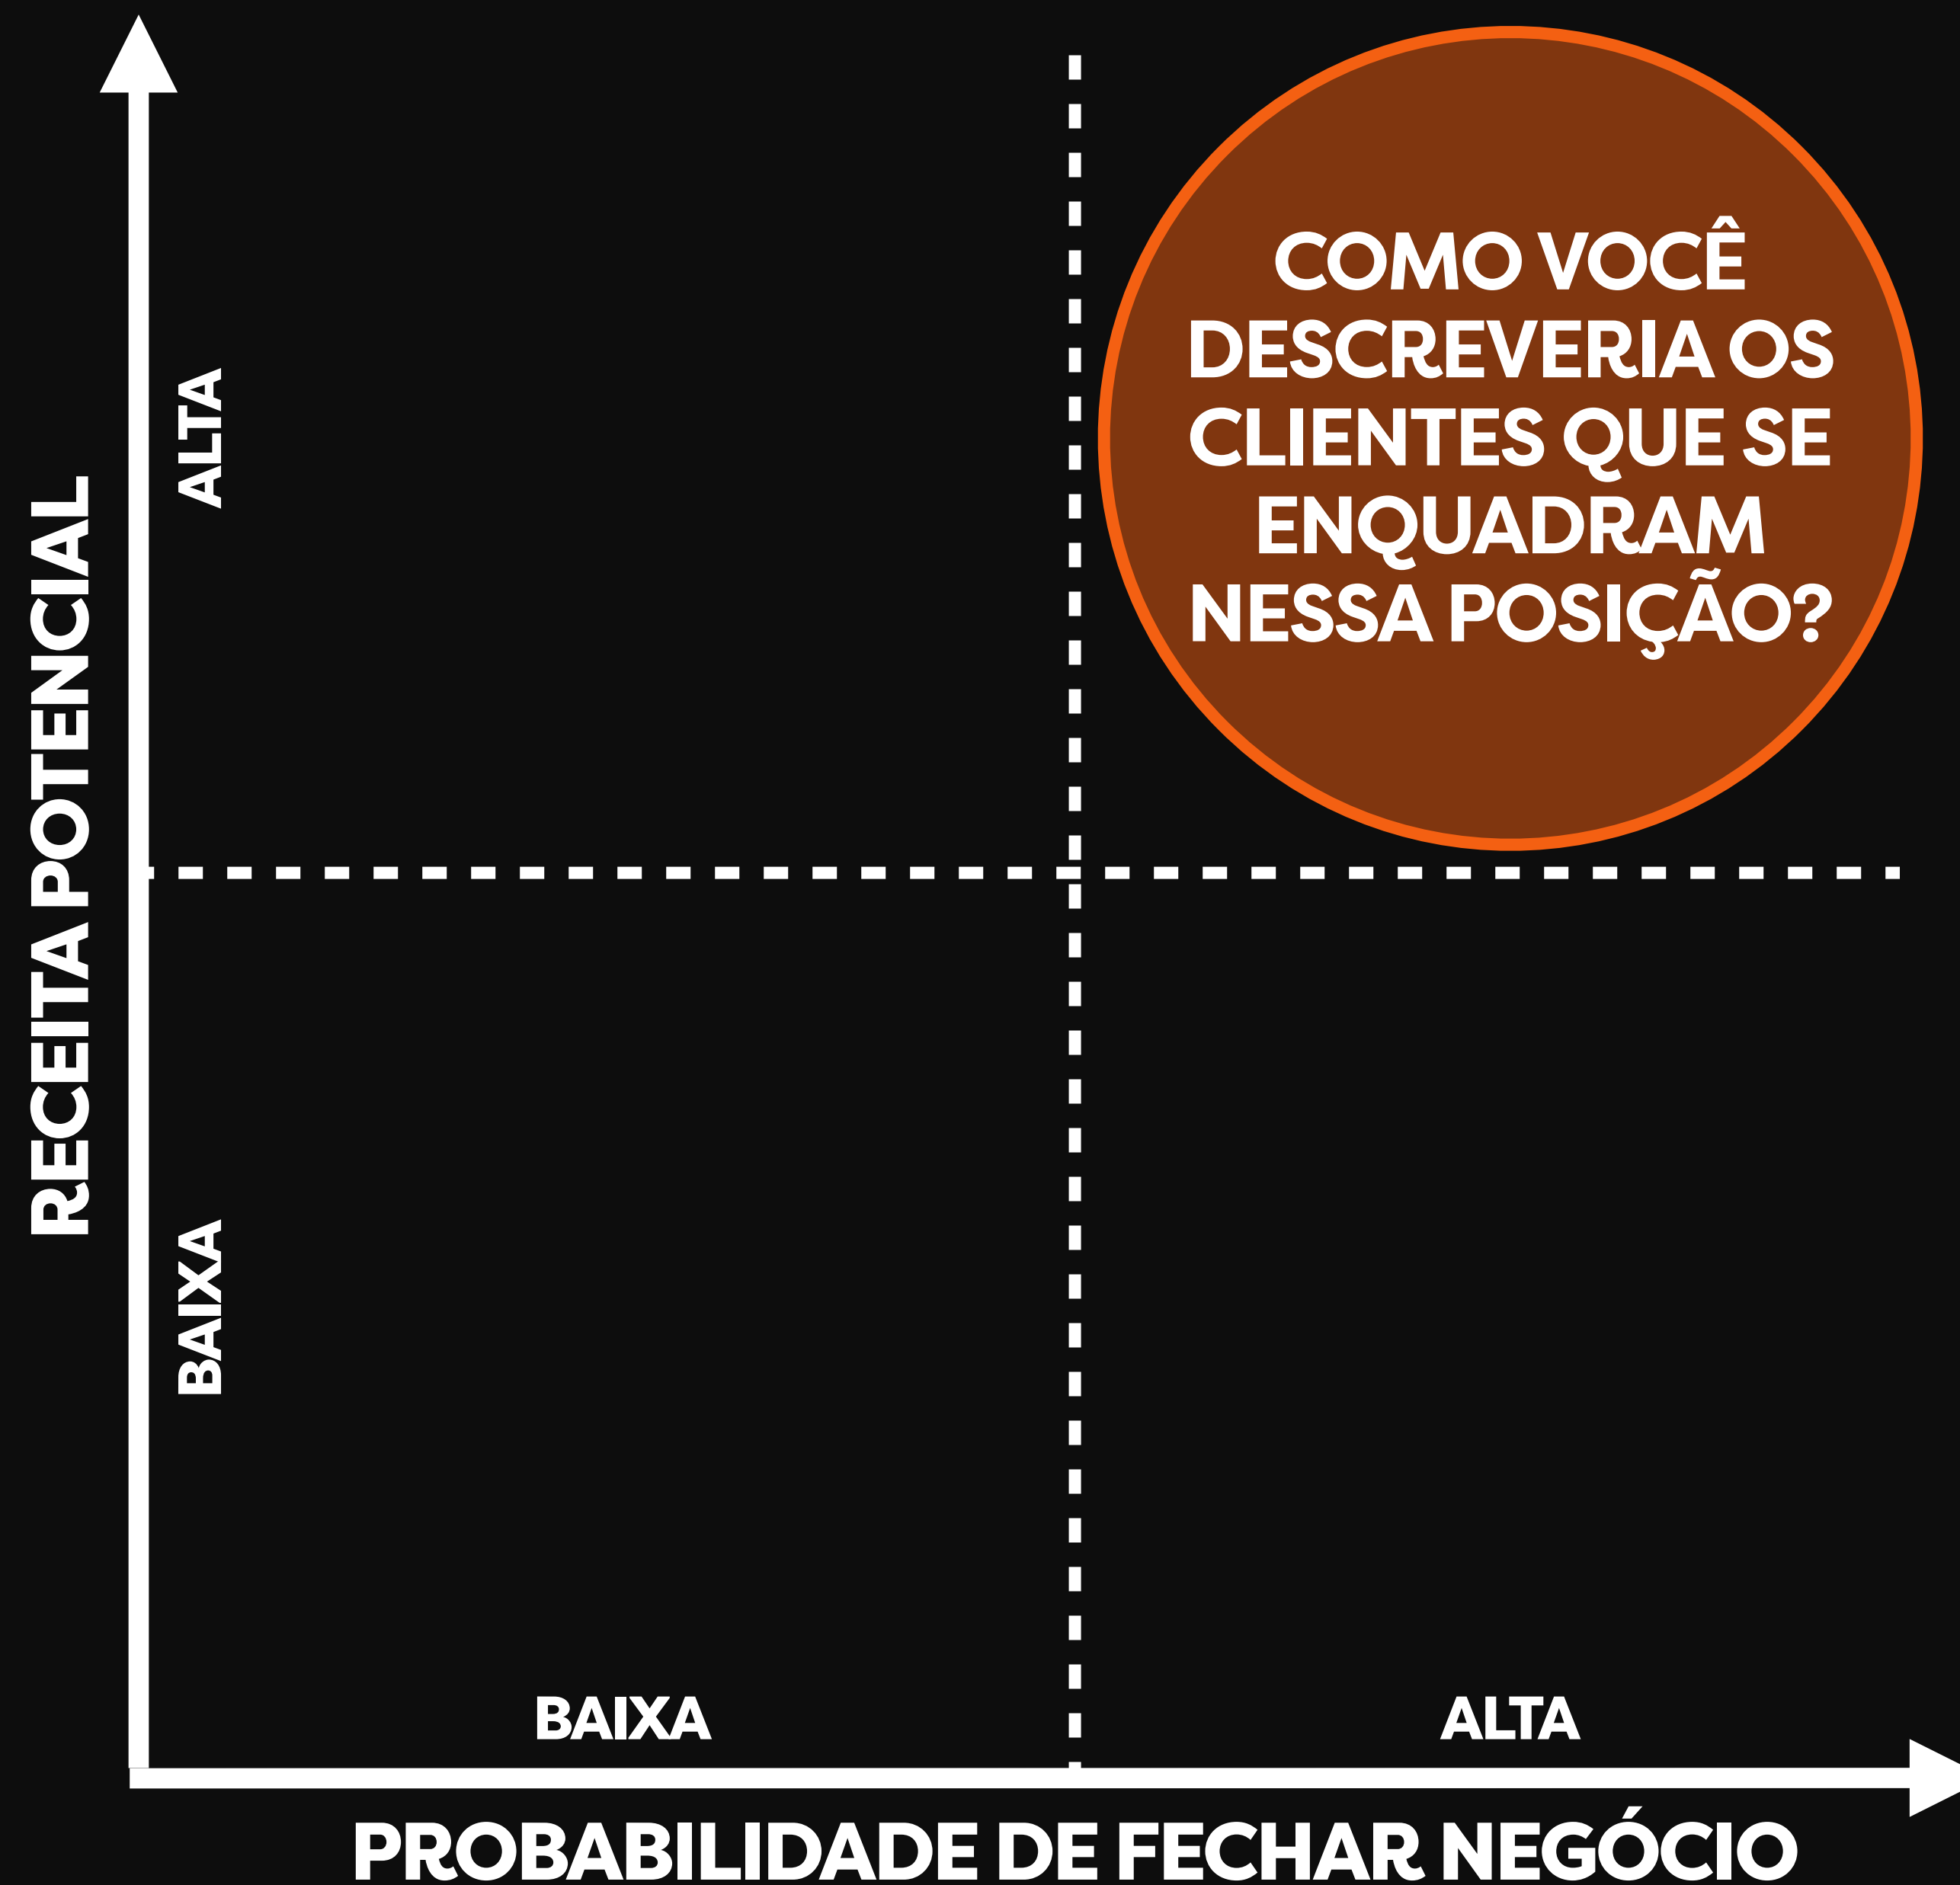 COMO VOCÊ
DESCREVERIA OS
CLIENTES QUE SE
ENQUADRAM
NESSA POSIÇÃO?
RECEITA POTENCIAL
ALTA
BAIXA
BAIXA
ALTA
PROBABILIDADE DE FECHAR NEGÓCIO